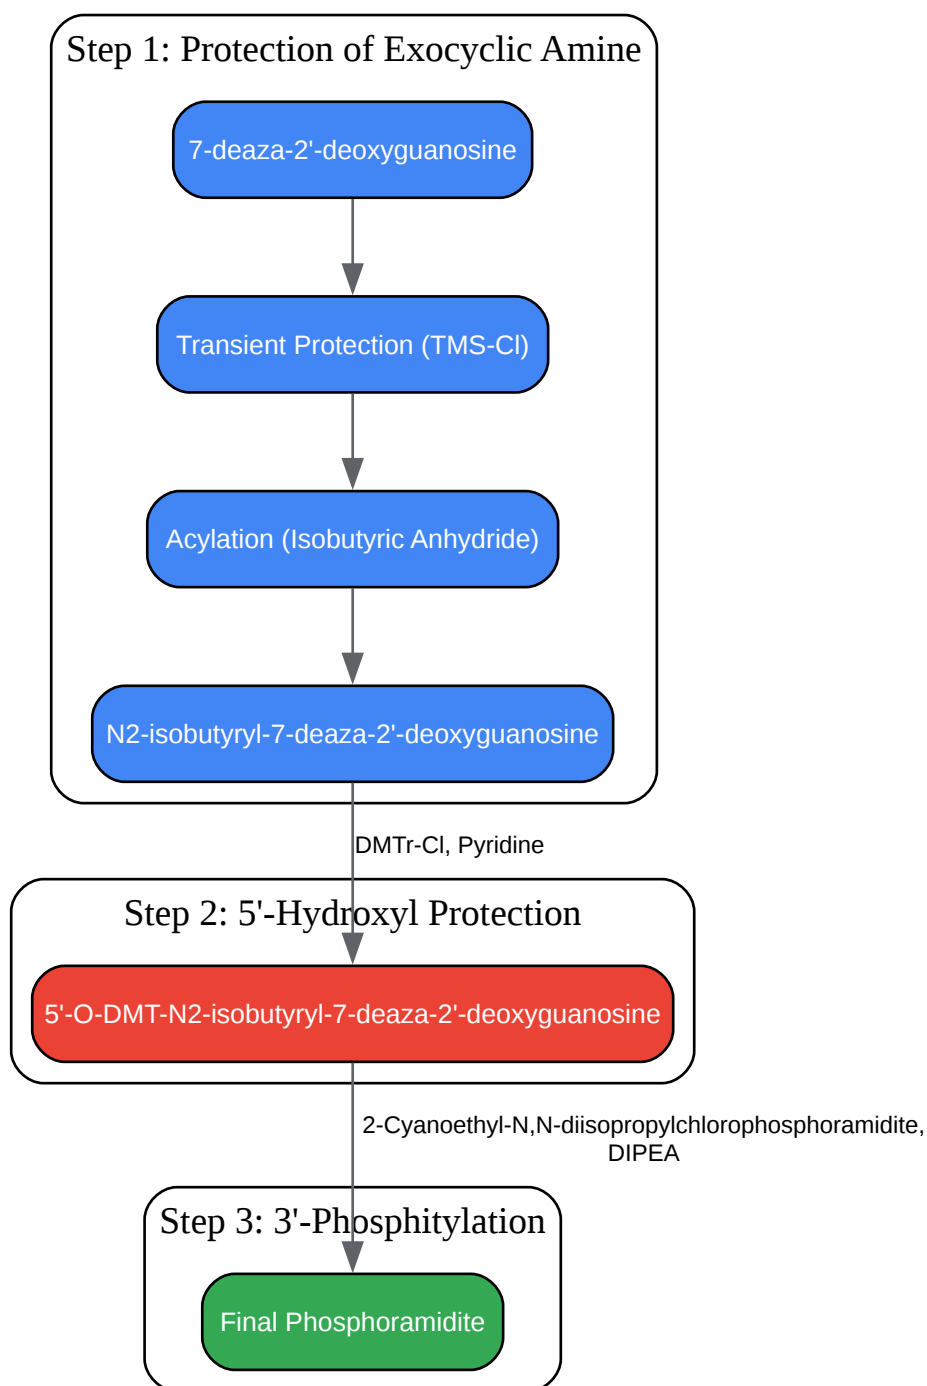 Step 1: Protection of Exocyclic Amine
7-deaza-2'-deoxyguanosine
Transient Protection (TMS-Cl)
Acylation (Isobutyric Anhydride)
N2-isobutyryl-7-deaza-2'-deoxyguanosine
DMTr-Cl, Pyridine
Step 2: 5'-Hydroxyl Protection
5'-O-DMT-N2-isobutyryl-7-deaza-2'-deoxyguanosine
2-Cyanoethyl-N,N-diisopropylchlorophosphoramidite,
DIPEA
Step 3: 3'-Phosphitylation
Final Phosphoramidite